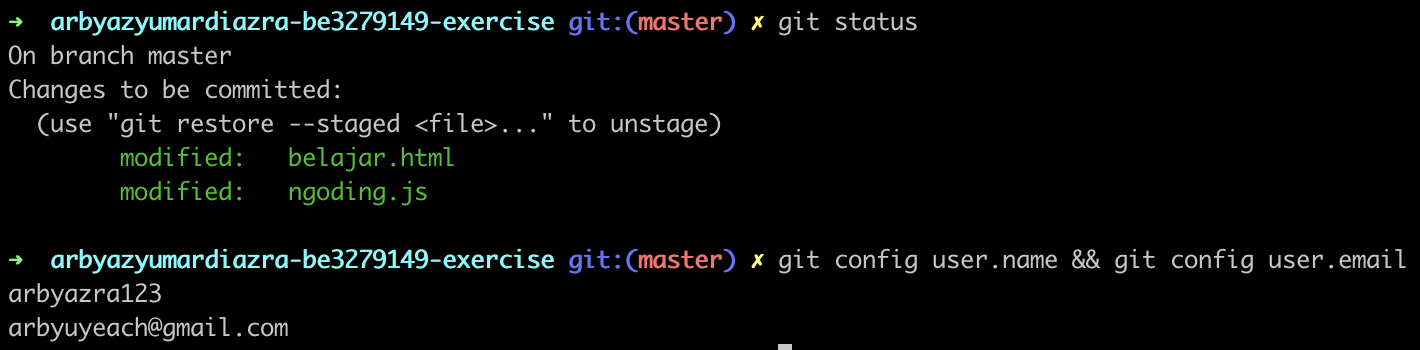 ➜  arbyazyumardiazra-be3279149-exercise git:(master) ✗ git status
On branch master
Changes to be committed:
  (use "git restore --staged <file>..." to unstage)
        modified:   belajar.html
        modified:   ngoding.js

➜  arbyazyumardiazra-be3279149-exercise git:(master) ✗ git config user.name && git config user.email
arbyazra123
arbyuyeach@gmail.com